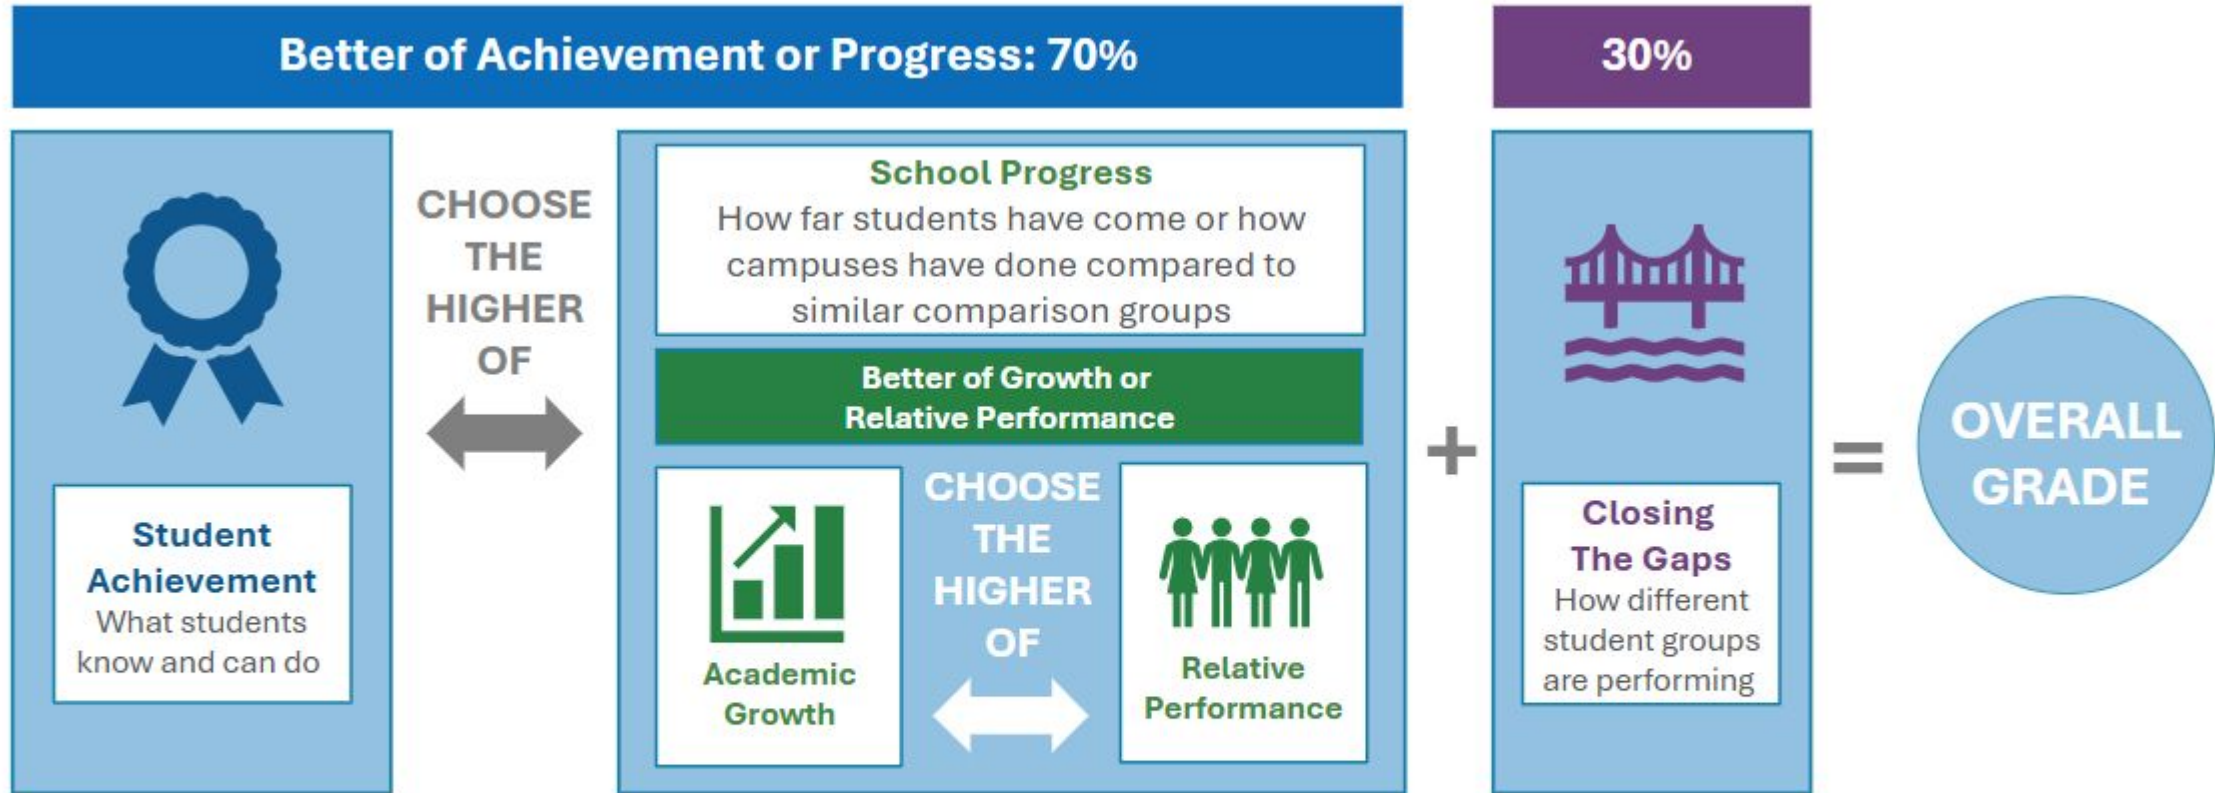 Better of Achievement or Progress: 70%
30%
Student
Achievement
What students
know and can do
CHOOSE
THE
HIGHER
OF
School Progress
How far students have come or how
campuses have done compared to
similar comparison groups
Better of Growth or
Relative Performance
Academic
Growth
CHOOSE
THE
HIGHER
OF
Relative
Performance
+
Closing
The Gaps
How different
student groups
are performing
=
OVERALL
GRADE